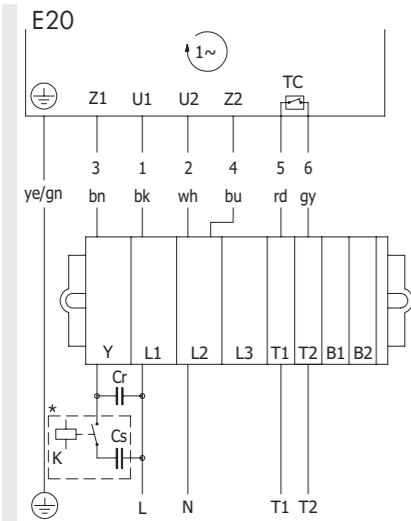 E20
1~
Z1 U1 U2 Z2 TC
3 1 2 4 5 6
ye/gn bn bk wh bu rd gy
Y L1 L2 L3 T1 T2 B1 B2
Cr
*
K Cs
L N T1 T2